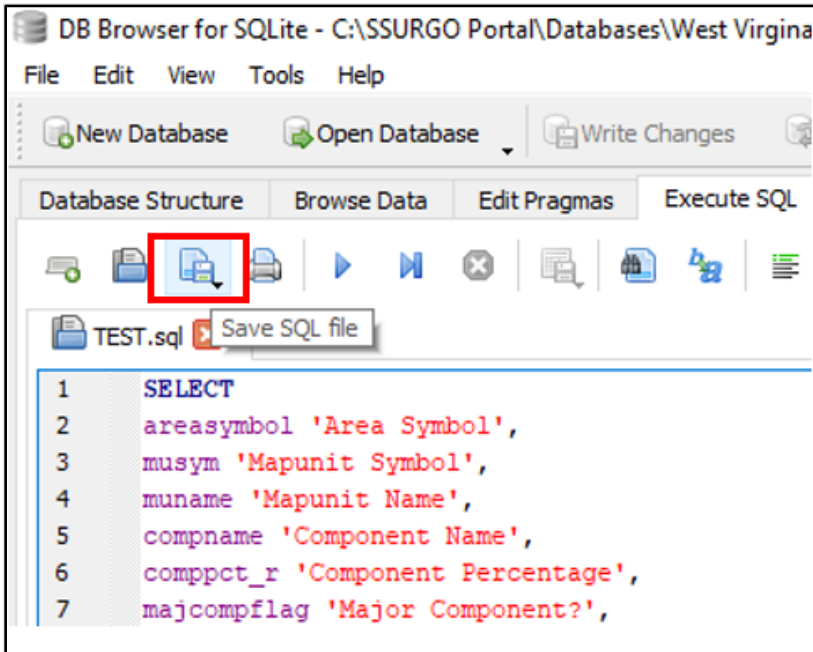 DB Browser for SQLite - C:\SSURGO Portal\Databases\West Virgina
File Edit View Tools Help
New Database Open Database Write Changes
Database Structure Browse Data Edit Pragmas Execute SQL
TEST.sql Save SQL file
1 SELECT
2 areasymbol 'Area Symbol',
3 musym 'Mapunit Symbol',
4 muname 'Mapunit Name',
5 compname 'Component Name',
6 comppct_r 'Component Percentage',
7 majcompflag 'Major Component?',